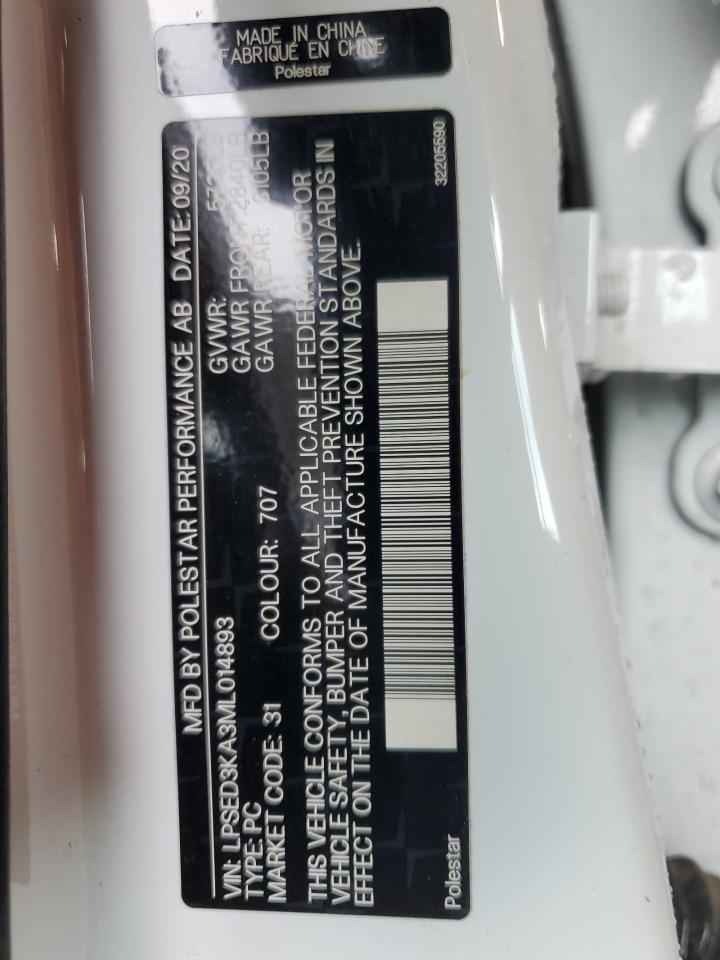 MADE IN CHINA
FABRIQUÉ EN CHINE
Polestar
MFD BY POLESTAR PERFORMANCE AB DATE: 09/20
VIN: LPSED3KA3ML014893 GVWR:
TYPE: PC GAWR FRONT: 2840LB
MARKET CODE: 31 COLOUR: 707 GAWR REAR:
THIS VEHICLE CONFORMS TO ALL APPLICABLE FEDERAL MOTOR
VEHICLE SAFETY, BUMPER AND THEFT PREVENTION STANDARDS IN
EFFECT ON THE DATE OF MANUFACTURE SHOWN ABOVE.
Polestar 32205590